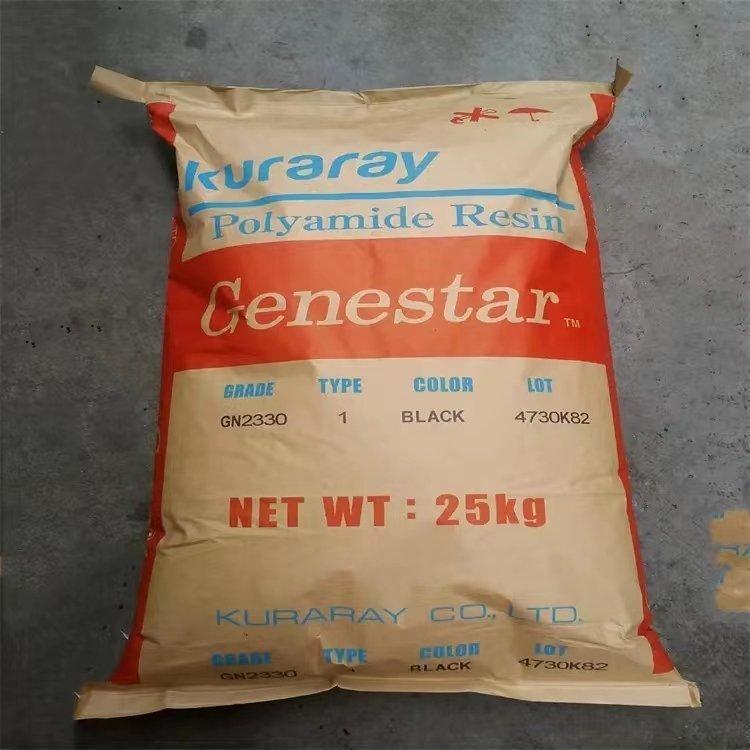 kuraray
Polyamide Resin
Genestar™
GRADE TYPE COLOR LOT
GN2330 1 BLACK 4730K82
NET WT : 25kg
KURARAY CO., LTD.
GRADE TYPE COLOR LOT
GN2330 1 BLACK 4730K82